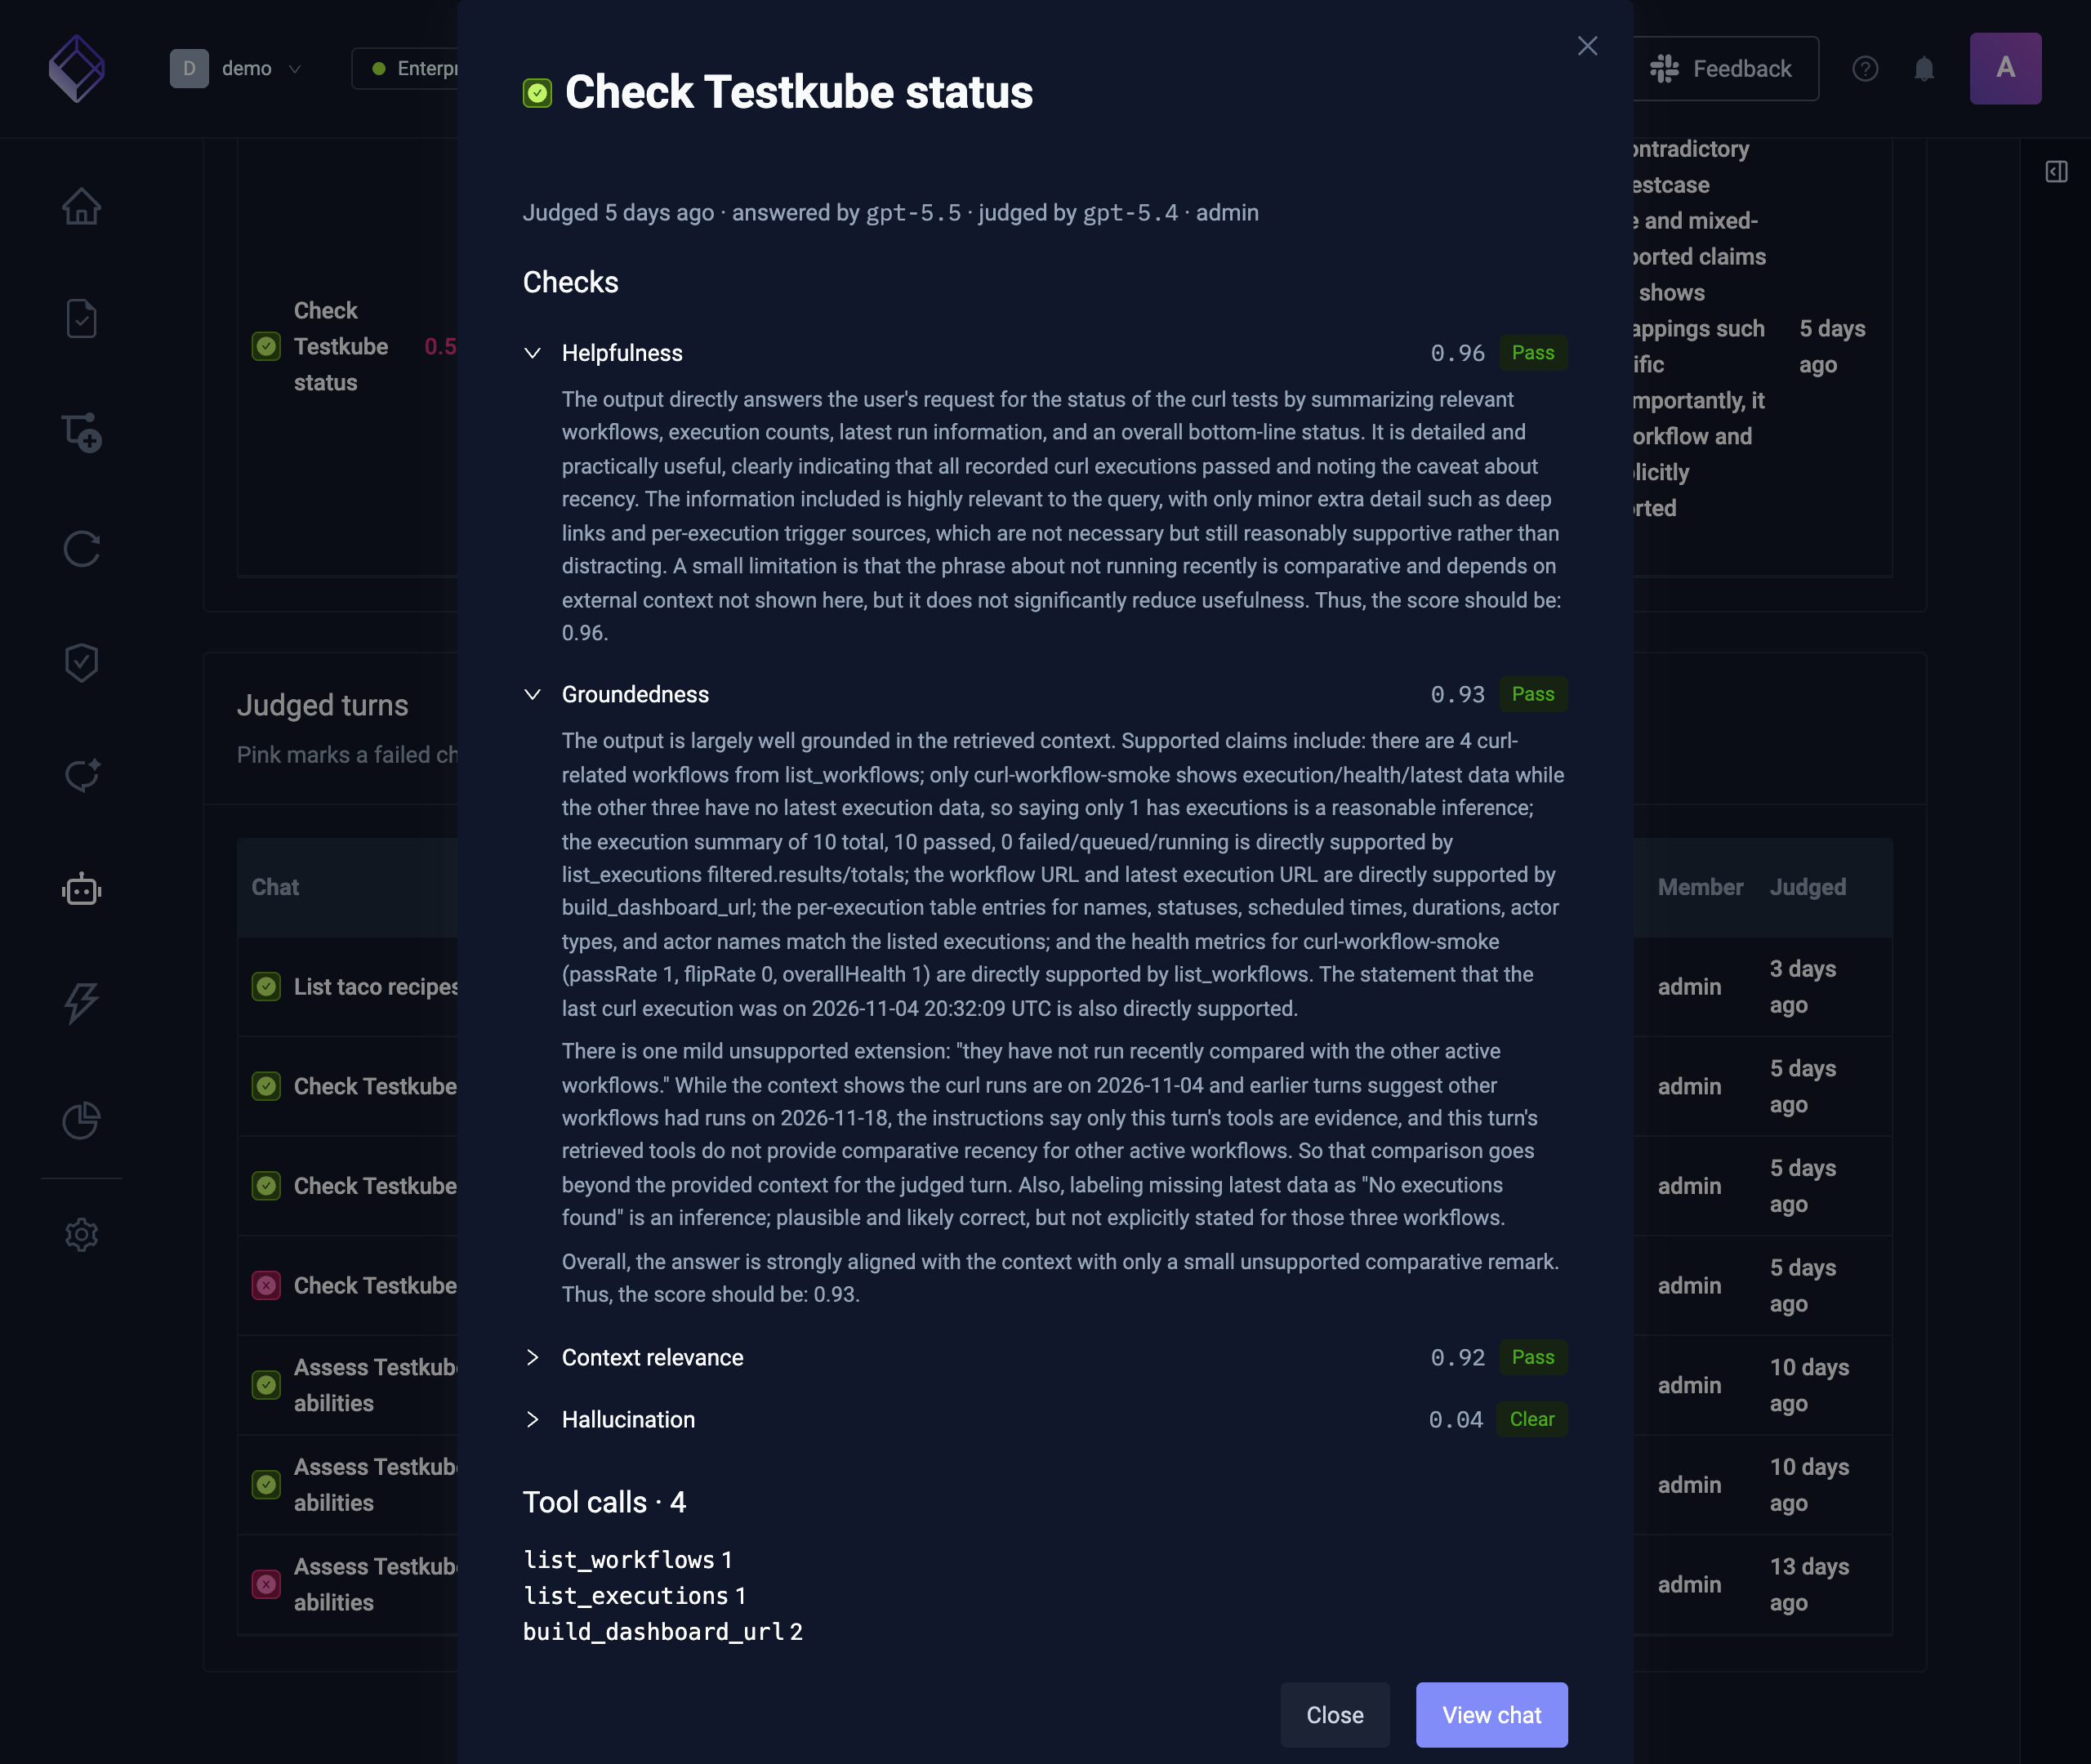 D demo
Enterpr
Feedback
A
Check Testkube status
Judged 5 days ago · answered by gpt-5.5 · judged by gpt-5.4 · admin
Checks
Helpfulness 0.96 Pass
The output directly answers the user's request for the status of the curl tests by summarizing relevant
workflows, execution counts, latest run information, and an overall bottom-line status. It is detailed and
practically useful, clearly indicating that all recorded curl executions passed and noting the caveat about
recency. The information included is highly relevant to the query, with only minor extra detail such as deep
links and per-execution trigger sources, which are not necessary but still reasonably supportive rather than
distracting. A small limitation is that the phrase about not running recently is comparative and depends on
external context not shown here, but it does not significantly reduce usefulness. Thus, the score should be:
0.96.
Groundedness 0.93 Pass
The output is largely well grounded in the retrieved context. Supported claims include: there are 4 curl-
related workflows from list_workflows; only curl-workflow-smoke shows execution/health/latest data while
the other three have no latest execution data, so saying only 1 has executions is a reasonable inference;
the execution summary of 10 total, 10 passed, 0 failed/queued/running is directly supported by
list_executions filtered.results/totals; the workflow URL and latest execution URL are directly supported by
build_dashboard_url; the per-execution table entries for names, statuses, scheduled times, durations, actor
types, and actor names match the listed executions; and the health metrics for curl-workflow-smoke
(passRate 1, flipRate 0, overallHealth 1) are directly supported by list_workflows. The statement that the
last curl execution was on 2026-11-04 20:32:09 UTC is also directly supported.
There is one mild unsupported extension: "they have not run recently compared with the other active
workflows." While the context shows the curl runs are on 2026-11-04 and earlier turns suggest other
workflows had runs on 2026-11-18, the instructions say only this turn's tools are evidence, and this turn's
retrieved tools do not provide comparative recency for other active workflows. So that comparison goes
beyond the provided context for the judged turn. Also, labeling missing latest data as "No executions
found" is an inference; plausible and likely correct, but not explicitly stated for those three workflows.
Overall, the answer is strongly aligned with the context with only a small unsupported comparative remark.
Thus, the score should be: 0.93.
Context relevance 0.92 Pass
Hallucination 0.04 Clear
Tool calls · 4
list_workflows 1
list_executions 1
build_dashboard_url 2
Close
View chat
Check
Testkube 0.5
status
ontradictory
estcase
e and mixed-
ported claims
shows
appings such
ific
mportantly, it
orkflow and
licitly
rted
5 days
ago
Judged turns
Pink marks a failed ch
Chat Member Judged
List taco recipes admin 3 days
ago
Check Testkube admin 5 days
ago
Check Testkube admin 5 days
ago
Check Testkube admin 5 days
ago
Assess Testkub
abilities admin 10 days
ago
Assess Testkub
abilities admin 10 days
ago
Assess Testkub
abilities admin 13 days
ago